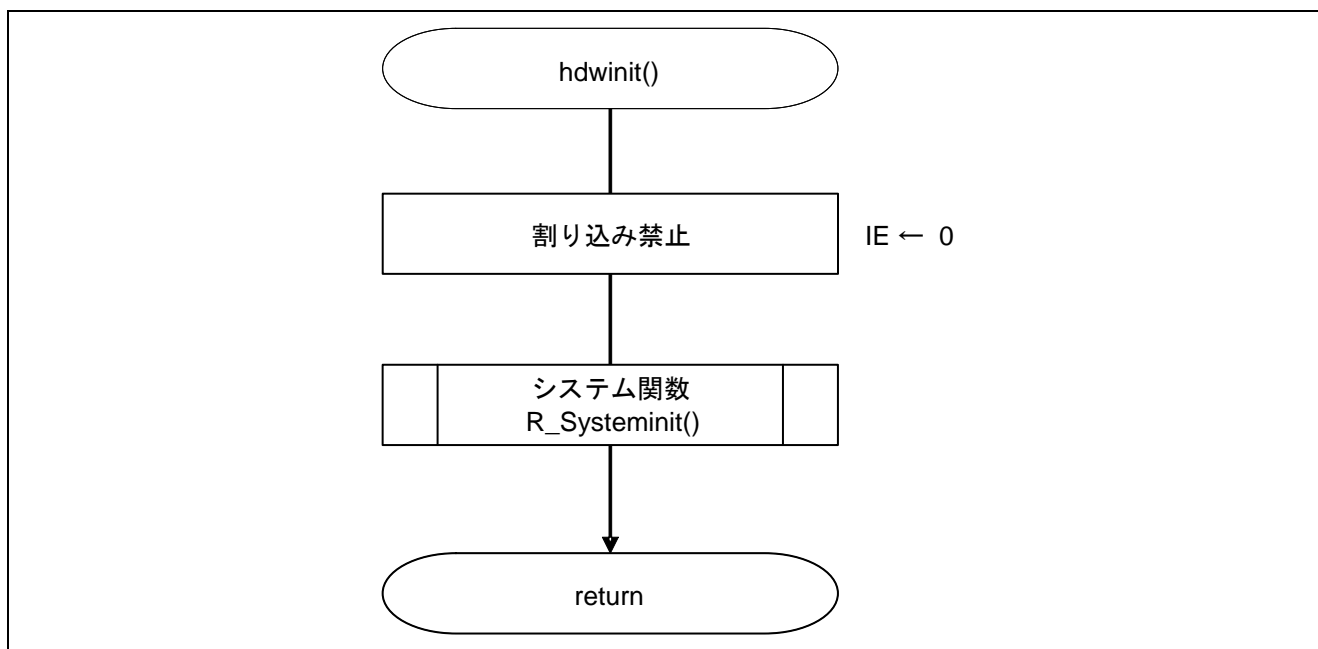 hdwinit()
割り込み禁止
IE ← 0
システム関数
R_Systeminit()
return